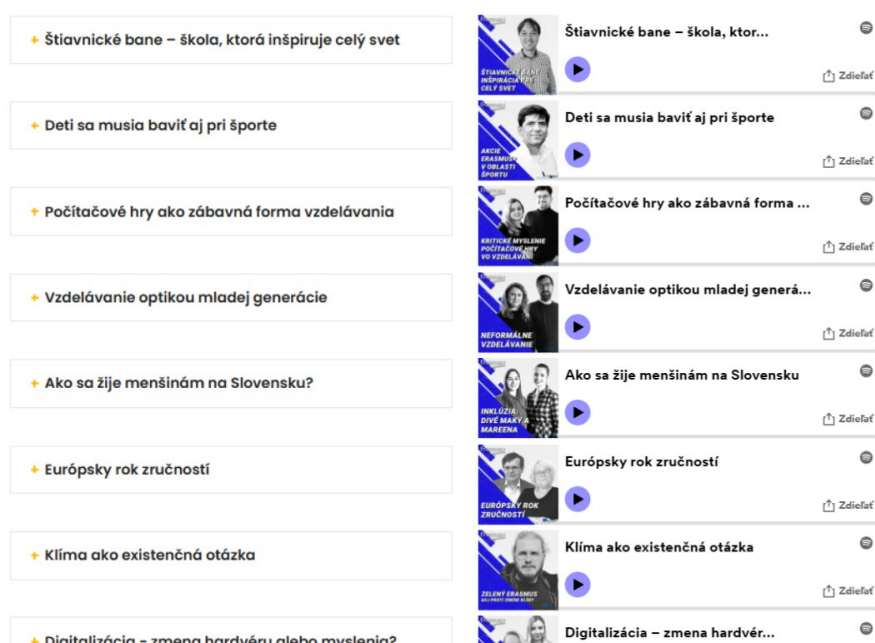 + Štiavnické bane – škola, ktorá inšpiruje celý svet
ŠTIAVNICKÉ BANE
INŠPIRÁCIA PRE
CELÝ SVET
Štiavnické bane – škola, ktor...
Zdieľať
+ Deti sa musia baviť aj pri športe
AKCIE
ERASMUS+
V OBLASTI
ŠPORTU
Deti sa musia baviť aj pri športe
Zdieľať
+ Počítačové hry ako zábavná forma vzdelávania
KRITICKÉ MYSLENIE
POČÍTAČOVÉ HRY
VO VZDELÁVANÍ
Počítačové hry ako zábavná forma ...
Zdieľať
+ Vzdelávanie optikou mladej generácie
NEFORMÁLNE
VZDELÁVANIE
Vzdelávanie optikou mladej generá...
Zdieľať
+ Ako sa žije menšinám na Slovensku?
INKLÚZIA:
DIVÉ MAKY A
MAREENA
Ako sa žije menšinám na Slovensku
Zdieľať
+ Európsky rok zručností
EURÓPSKY ROK
ZRUČNOSTÍ
Európsky rok zručností
Zdieľať
+ Klíma ako existenčná otázka
ZELENÝ ERASMUS
Klíma ako existenčná otázka
Zdieľať
+ Digitalizácia - zmena hardvéru alebo myslenia?
Digitalizácia – zmena hardvér...